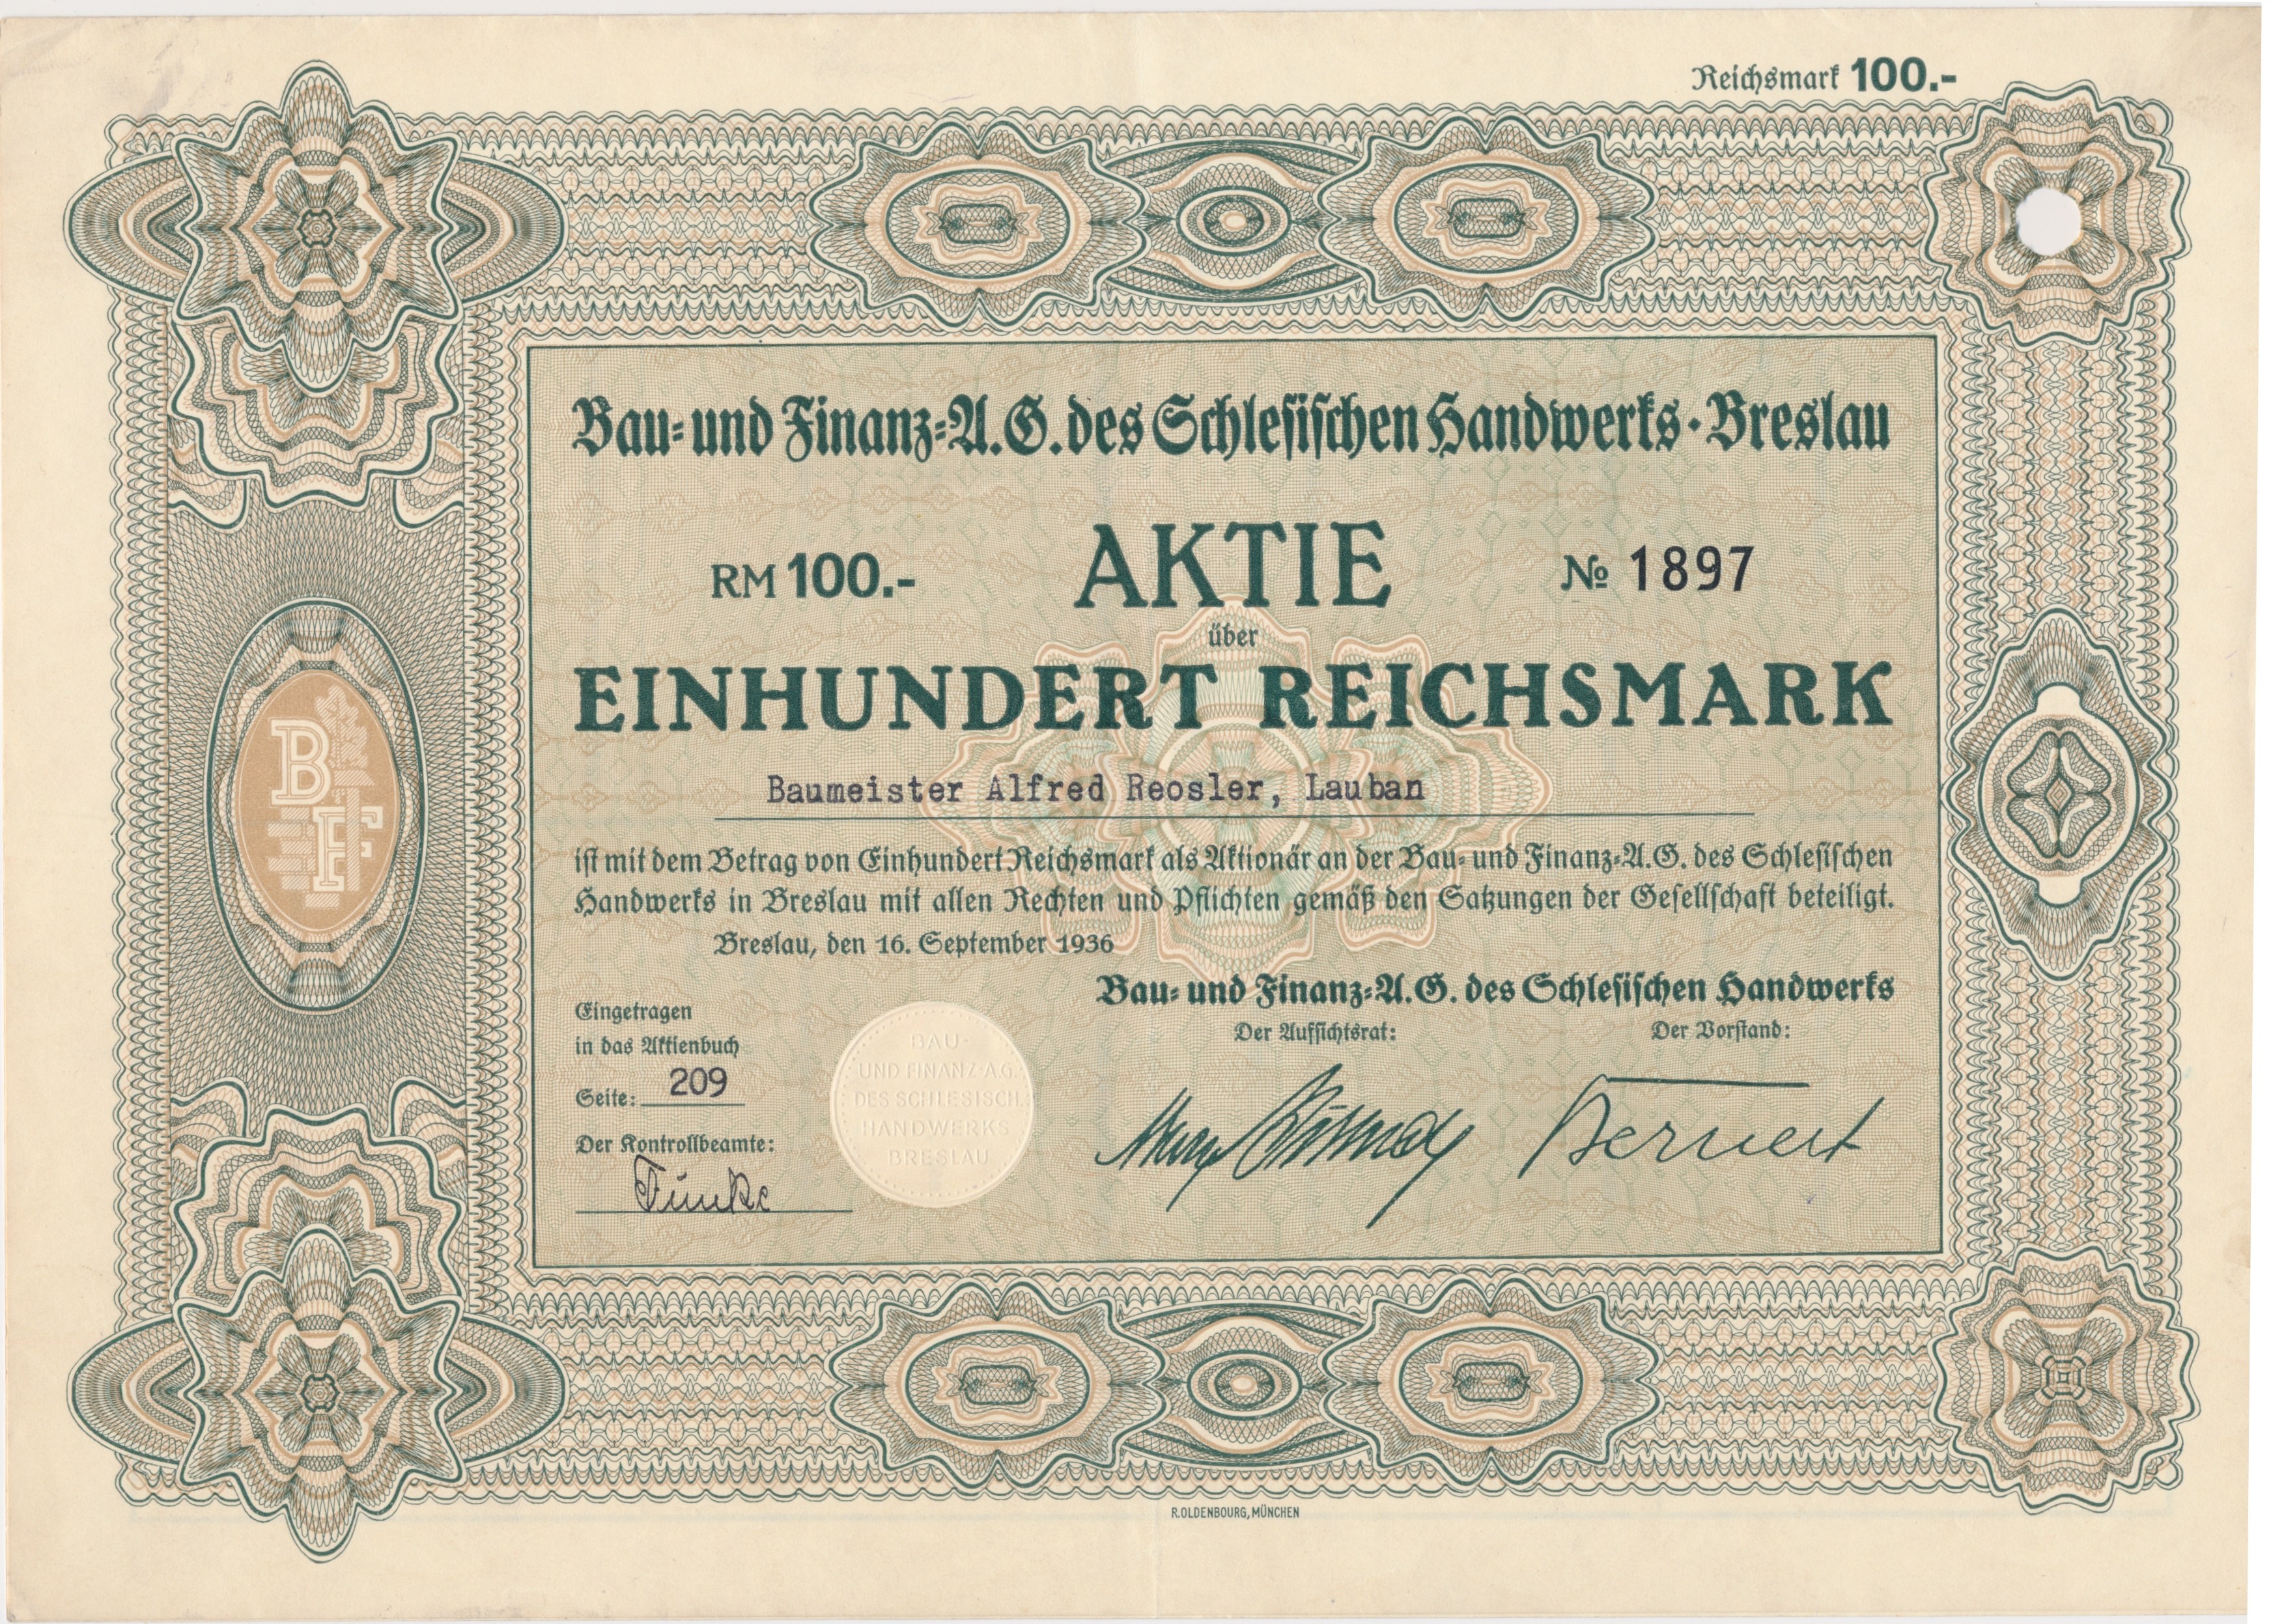 Reichsmark 100.-
Bau- und Finanz-A.G. des Schlesischen Handwerks · Breslau
RM 100.- AKTIE № 1897
über
EINHUNDERT REICHSMARK
Baumeister Alfred Reosler, Lauban
ist mit dem Betrag von Einhundert Reichsmark als Aktionär an der Bau- und Finanz-A.G. des Schlesischen
Handwerks in Breslau mit allen Rechten und Pflichten gemäß den Satzungen der Gesellschaft beteiligt.
Breslau, den 16. September 1936
Bau- und Finanz-A.G. des Schlesischen Handwerks
Der Aufsichtsrat: Der Vorstand:
Eingetragen
in das Aktienbuch
Seite: 209
Der Kontrollbeamte:
Funke
BAU-
UND FINANZ-A.G.
DES SCHLESISCH.
HANDWERKS
BRESLAU
Bernert
B
F
R. OLDENBOURG, MÜNCHEN